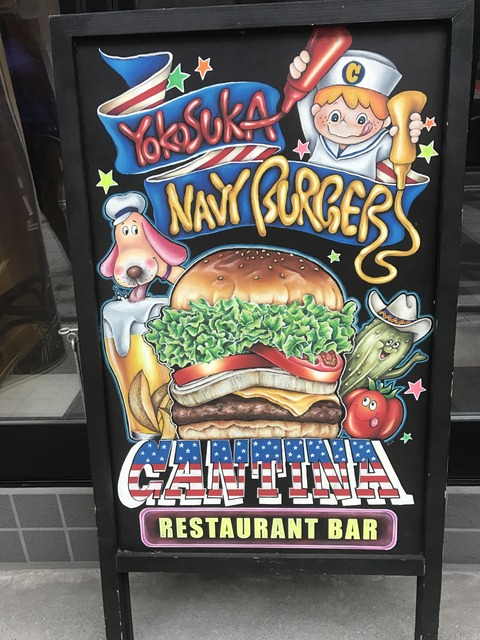 C
YOKOSUKA
NAVY BURGER
CANTINA
RESTAURANT BAR